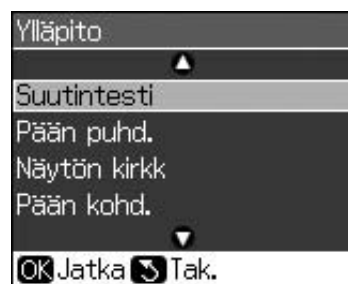 Ylläpito
Suutintesti
Pään puhd.
Näytön kirkk
Pään kohd.
OK Jatka Tak.